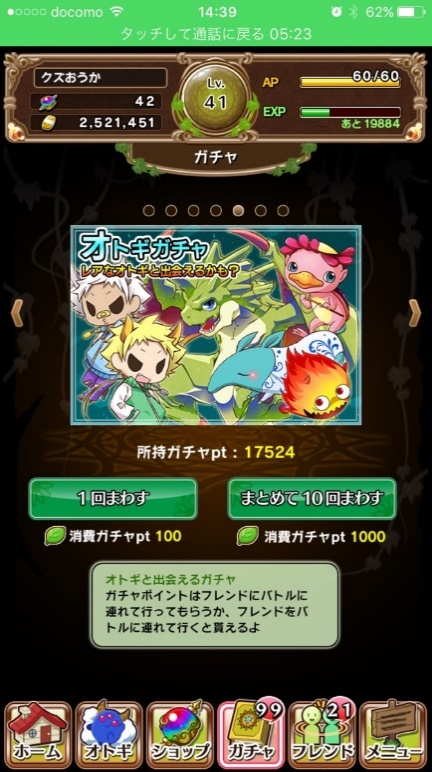 docomo 14:39 62%
タッチして通話に戻る 05:23
クズおうか
42
2,521,451
Lv.
41
AP 60/60
EXP
あと 19884
ガチャ
オトギガチャ
レアなオトギと出会えるかも?
所持ガチャpt : 17524
1回まわす まとめて10回まわす
消費ガチャpt 100 消費ガチャpt 1000
オトギと出会えるガチャ
ガチャポイントはフレンドにバトルに
連れて行ってもらうか、フレンドをバ
トルに連れて行くと貰えるよ
99 21
ホーム オトギ ショップ ガチャ フレンド メニュー